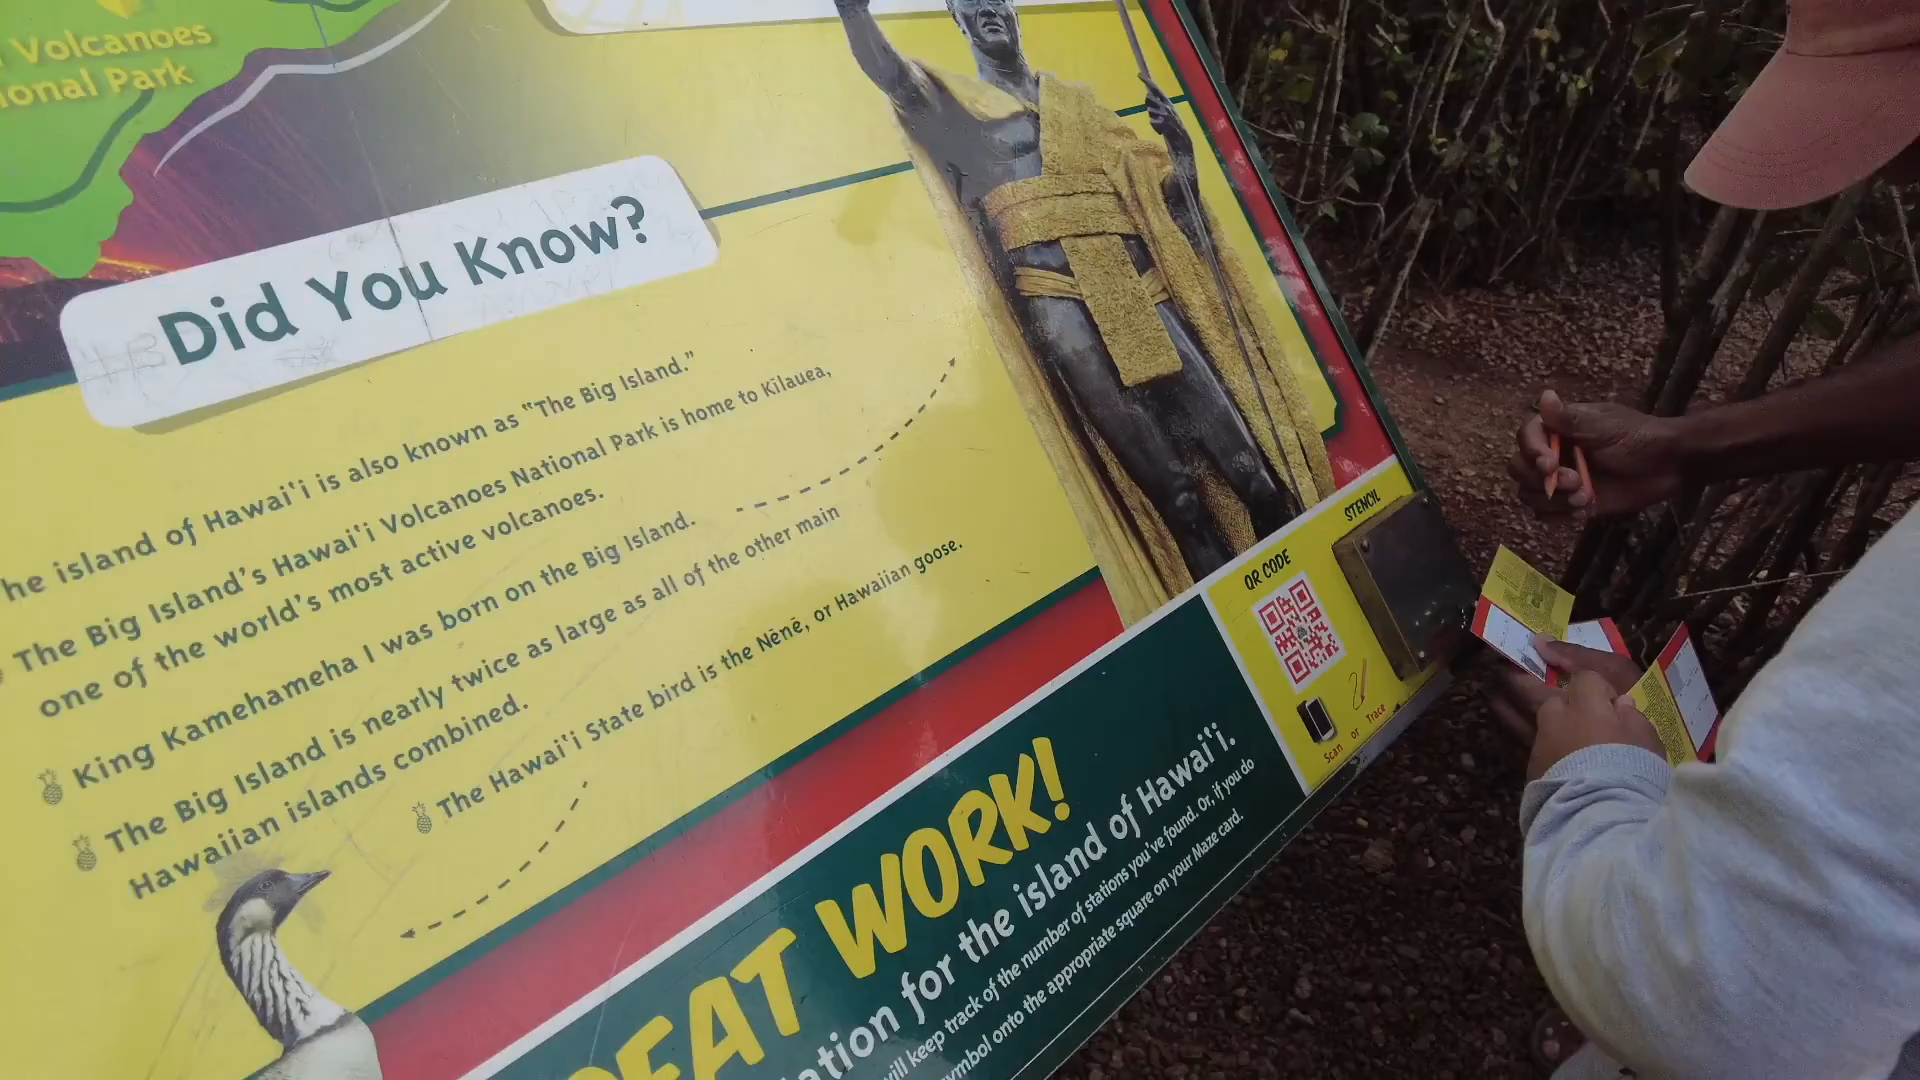 Volcanoes
ional Park
Did You Know?
he island of Hawai'i is also known as "The Big Island."
The Big Island's Hawai'i Volcanoes National Park is home to Kīlauea,
one of the world's most active volcanoes.
King Kamehameha I was born on the Big Island.
The Big Island is nearly twice as large as all of the other main
Hawaiian islands combined.
The Hawai'i State bird is the Nēnē, or Hawaiian goose.
STENCIL
QR CODE
Scan or Trace
EAT WORK!
ation for the island of Hawai'i.
will keep track of the number of stations you've found. Or, if you do
symbol onto the appropriate square on your Maze card.